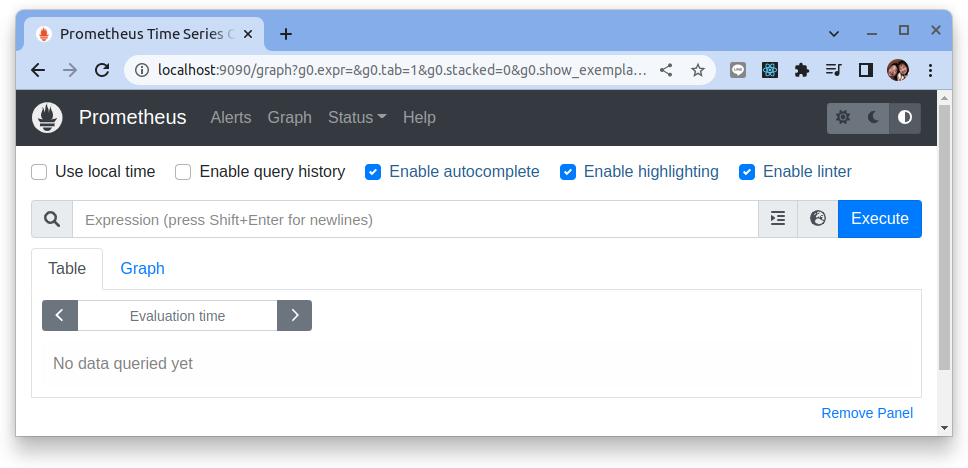 Prometheus Time Series C
localhost:9090/graph?g0.expr=&g0.tab=1&g0.stacked=0&g0.show_exempla...
Prometheus Alerts Graph Status Help
Use local time Enable query history Enable autocomplete Enable highlighting Enable linter
Expression (press Shift+Enter for newlines) Execute
Table Graph
Evaluation time
No data queried yet
Remove Panel